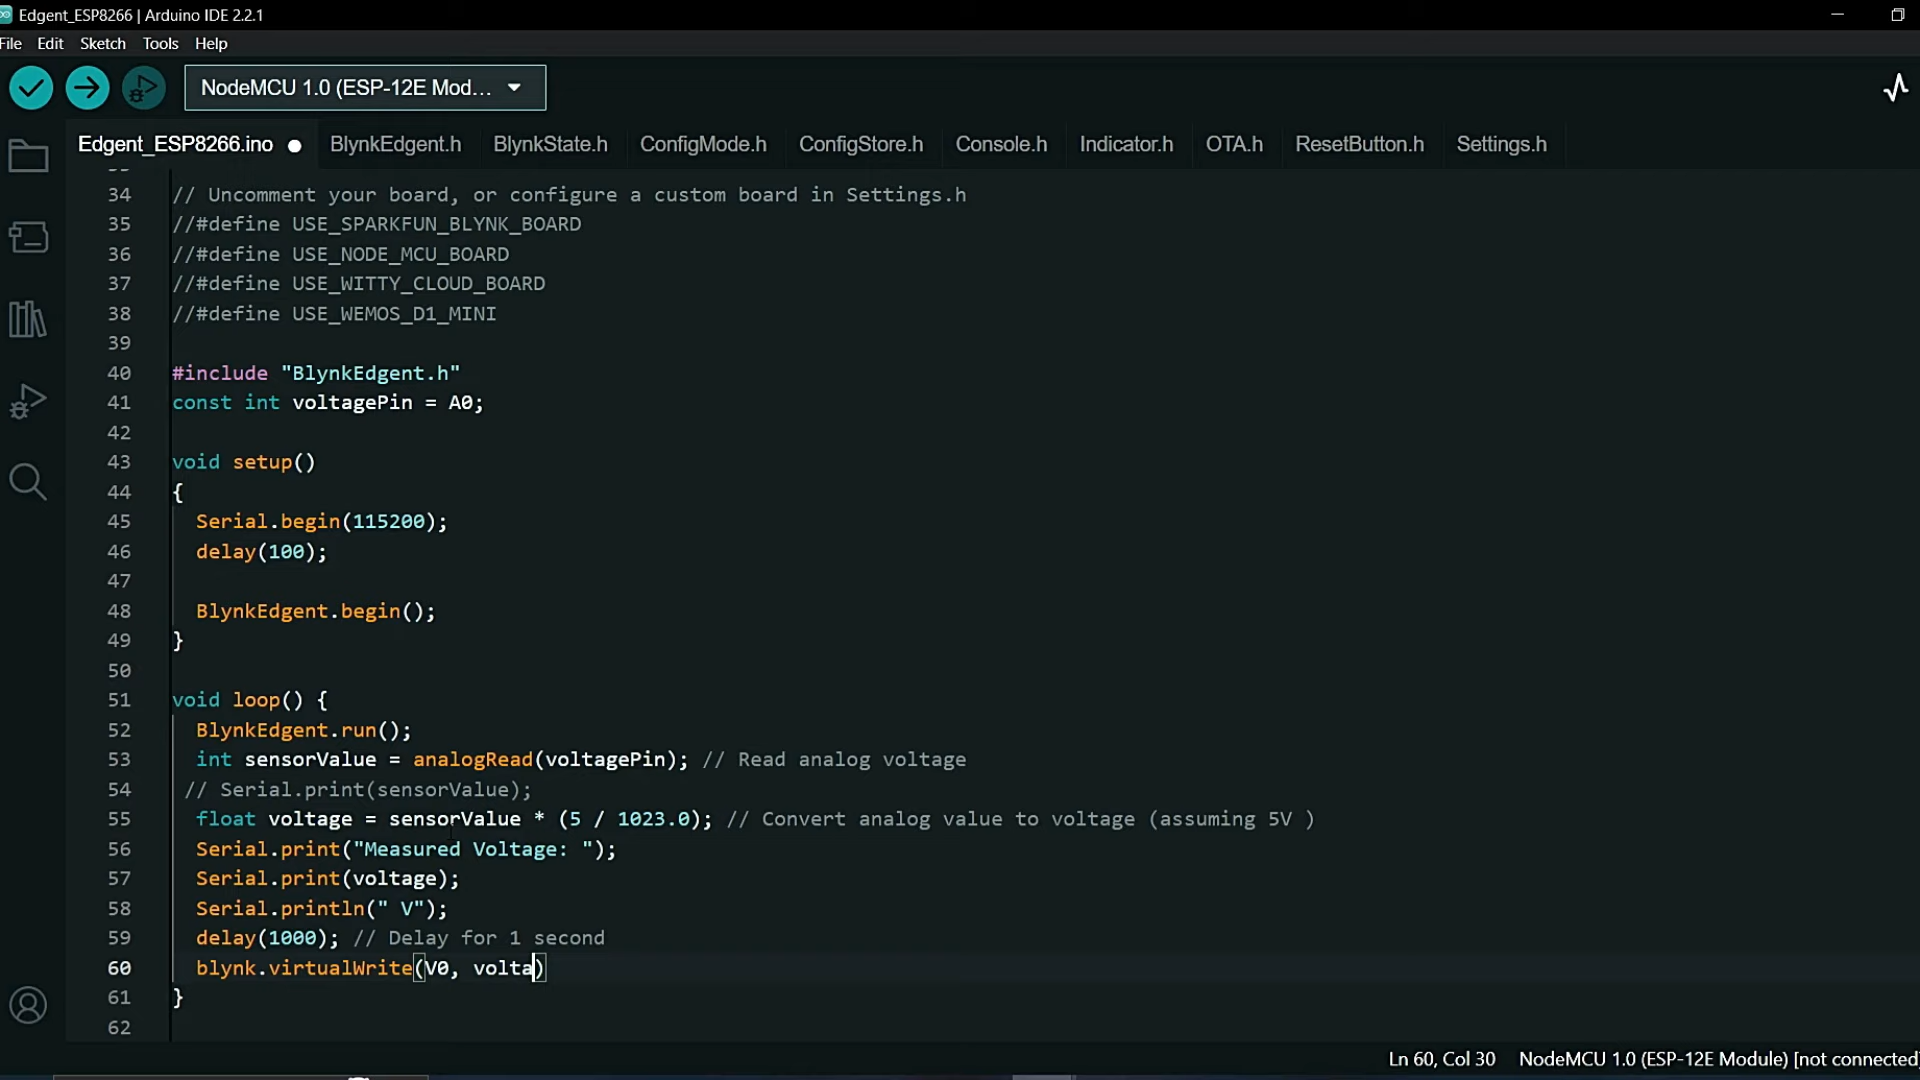 Edgent_ESP8266 | Arduino IDE 2.2.1
File Edit Sketch Tools Help
NodeMCU 1.0 (ESP-12E Mod...
Edgent_ESP8266.ino BlynkEdgent.h BlynkState.h ConfigMode.h ConfigStore.h Console.h Indicator.h OTA.h ResetButton.h Settings.h
34 // Uncomment your board, or configure a custom board in Settings.h
35 //#define USE_SPARKFUN_BLYNK_BOARD
36 //#define USE_NODE_MCU_BOARD
37 //#define USE_WITTY_CLOUD_BOARD
38 //#define USE_WEMOS_D1_MINI
39
40 #include "BlynkEdgent.h"
41 const int voltagePin = A0;
42
43 void setup()
44 {
45 Serial.begin(115200);
46 delay(100);
47
48 BlynkEdgent.begin();
49 }
50
51 void loop() {
52 BlynkEdgent.run();
53 int sensorValue = analogRead(voltagePin); // Read analog voltage
54 // Serial.print(sensorValue);
55 float voltage = sensorValue * (5 / 1023.0); // Convert analog value to voltage (assuming 5V )
56 Serial.print("Measured Voltage: ");
57 Serial.print(voltage);
58 Serial.println(" V");
59 delay(1000); // Delay for 1 second
60 blynk.virtualWrite(V0, volta)
61 }
62
Ln 60, Col 30 NodeMCU 1.0 (ESP-12E Module) [not connected